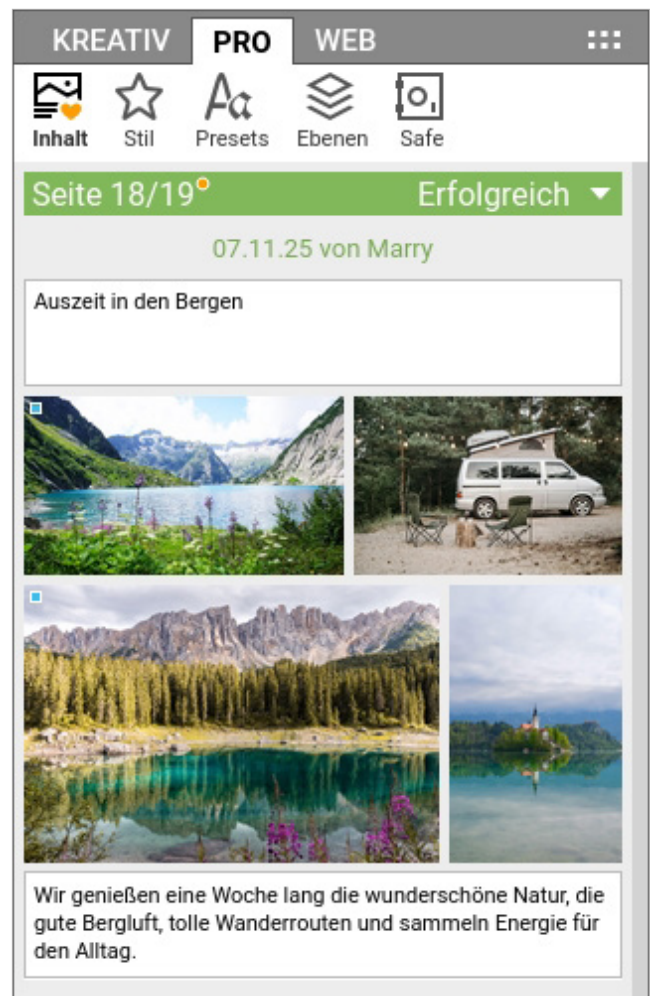 KREATIV PRO WEB
Inhalt Stil Presets Ebenen Safe
Seite 18/19 Erfolgreich
07.11.25 von Marry
Auszeit in den Bergen
Wir genießen eine Woche lang die wunderschöne Natur, die
gute Bergluft, tolle Wanderrouten und sammeln Energie für
den Alltag.